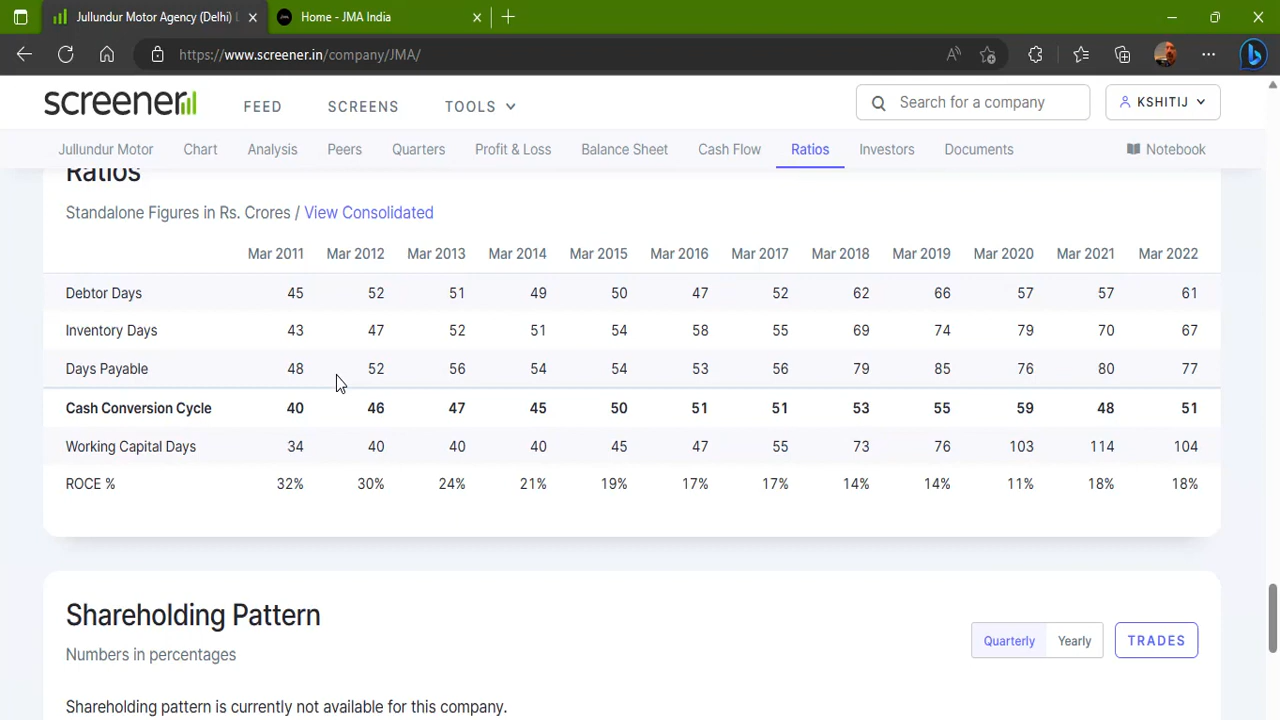 Jullundur Motor Agency (Delhi) L
Home - JMA India
https://www.screener.in/company/JMA/
screener
FEED
SCREENS
TOOLS
Search for a company
KSHITIJ
Jullundur Motor Chart Analysis Peers Quarters Profit & Loss Balance Sheet Cash Flow Ratios Investors Documents Notebook
Ratios
Standalone Figures in Rs. Crores / View Consolidated
Mar 2011 Mar 2012 Mar 2013 Mar 2014 Mar 2015 Mar 2016 Mar 2017 Mar 2018 Mar 2019 Mar 2020 Mar 2021 Mar 2022
Debtor Days 45 52 51 49 50 47 52 62 66 57 57 61
Inventory Days 43 47 52 51 54 58 55 69 74 79 70 67
Days Payable 48 52 56 54 54 53 56 79 85 76 80 77
Cash Conversion Cycle 40 46 47 45 50 51 51 53 55 59 48 51
Working Capital Days 34 40 40 40 45 47 55 73 76 103 114 104
ROCE % 32% 30% 24% 21% 19% 17% 17% 14% 14% 11% 18% 18%
Shareholding Pattern
Quarterly Yearly TRADES
Numbers in percentages
Shareholding pattern is currently not available for this company.